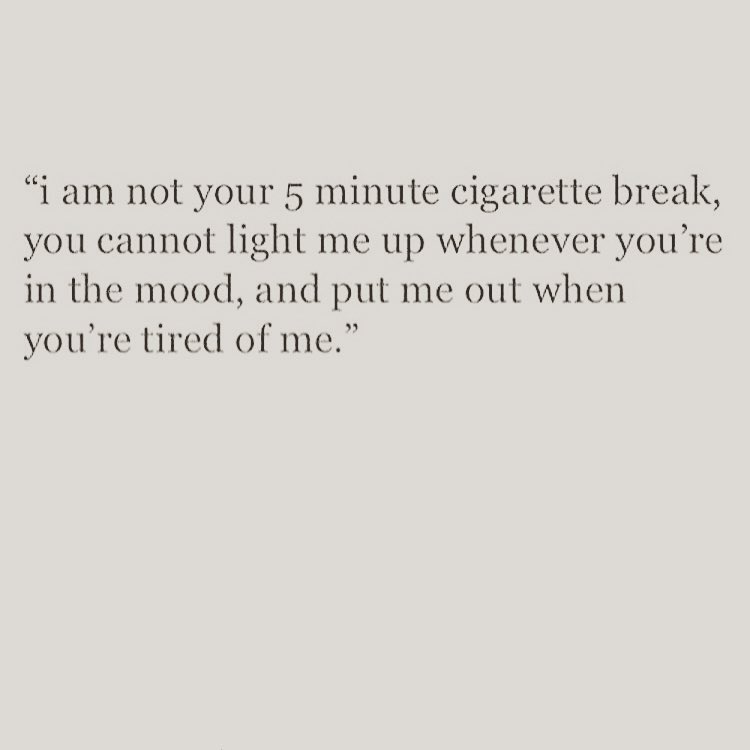 “i am not your 5 minute cigarette break,
you cannot light me up whenever you’re
in the mood, and put me out when
you’re tired of me.”